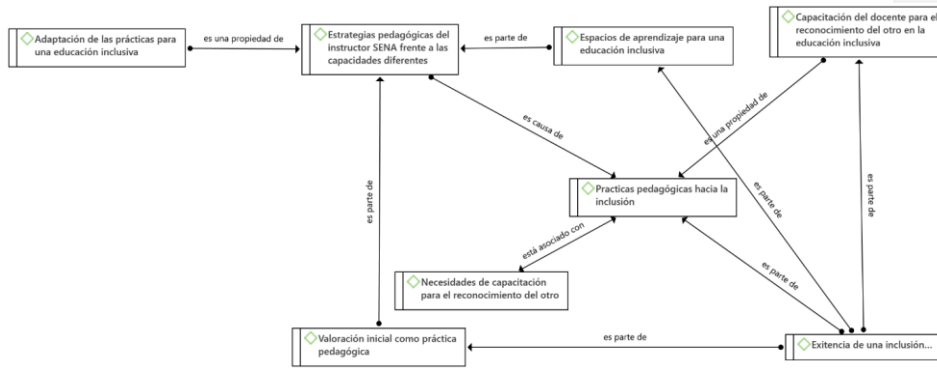 Adaptación de las prácticas para
una educación inclusiva
es una propiedad de
Estrategias pedagógicas del
instructor SENA frente a las
capacidades diferentes
es parte de
Espacios de aprendizaje para una
educación inclusiva
Capacitación del docente para el
reconocimiento del otro en la
educación inclusiva
es causa de
es una propiedad de
es parte de
es parte de
es parte de
Practicas pedagógicas hacia la
inclusión
está asociado con
es parte de
Necesidades de capacitación
para el reconocimiento del otro
Valoración inicial como práctica
pedagógica
es parte de
Exitencia de una inclusión...